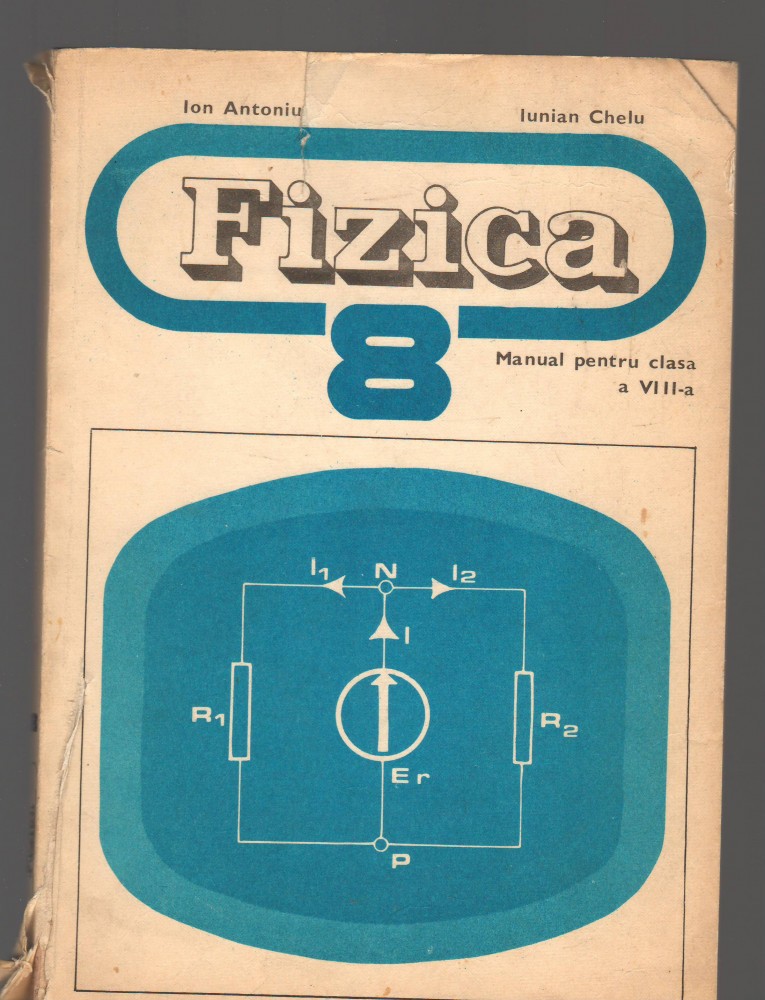 Ion Antoniu
Iunian Chelu
Fizica
8
Manual pentru clasa
a VIII-a
I1 N I2
I
R1 R2
Er
P